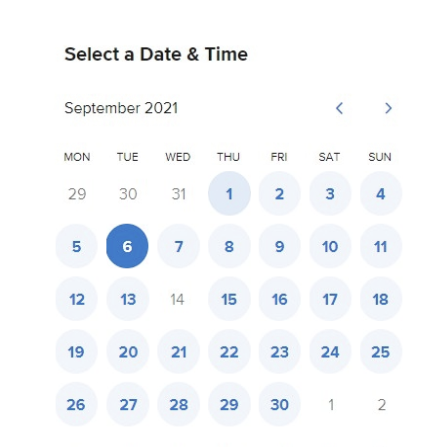 Select a Date & Time
September 2021
MON TUE WED THU FRI SAT SUN
29 30 31 1 2 3 4
5 6 7 8 9 10 11
12 13 14 15 16 17 18
19 20 21 22 23 24 25
26 27 28 29 30 1 2